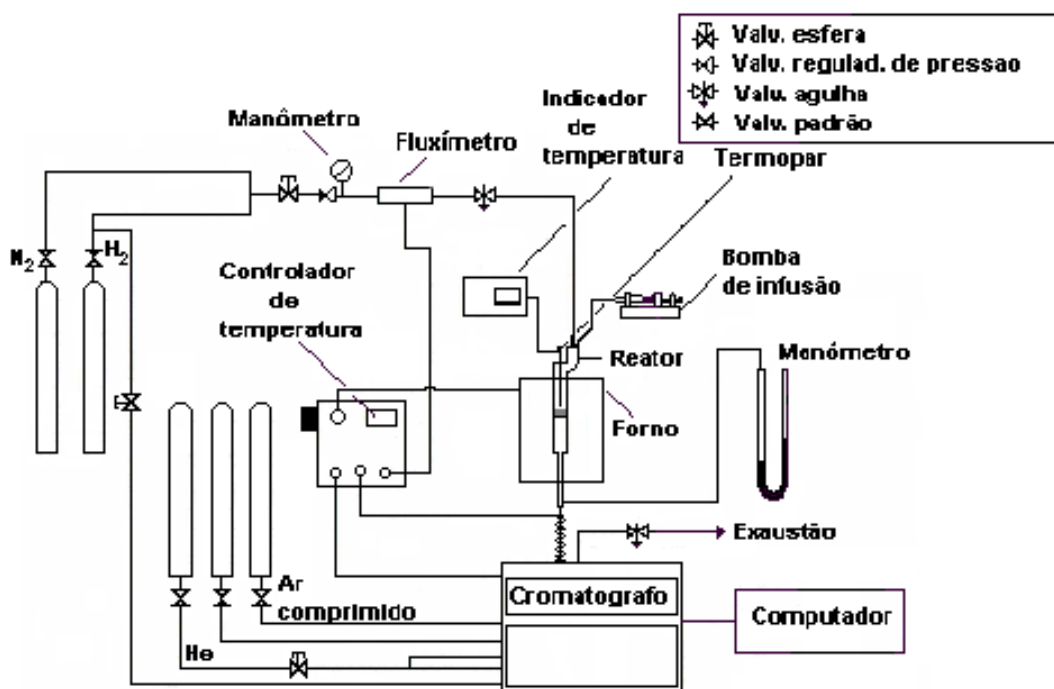 Valv. esfera
Valv. regulad. de pressao
Valv. agulha
Valv. padrão
Indicador
de
temperatura
Manômetro
Fluxímetro
Termopar
N2
H2
Controlador
de
temperatura
Bomba
de infusão
Reator
Manómetro
Forno
Exaustão
Ar
comprimido
He
Cromatografo
Computador